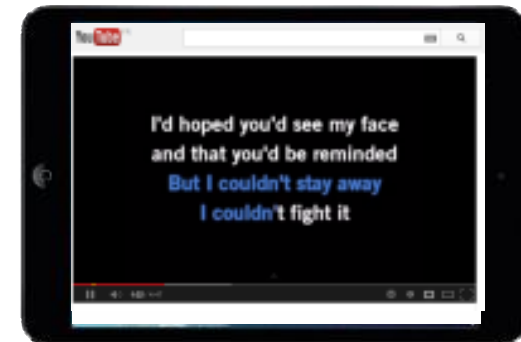 YouTube
I'd hoped you'd see my face
and that you'd be reminded
But I couldn't stay away
I couldn't fight it